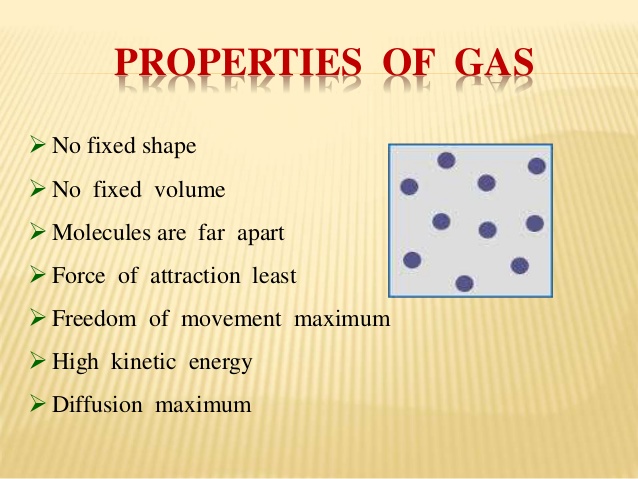 PROPERTIES OF GAS
No fixed shape
No fixed volume
Molecules are far apart
Force of attraction least
Freedom of movement maximum
High kinetic energy
Diffusion maximum